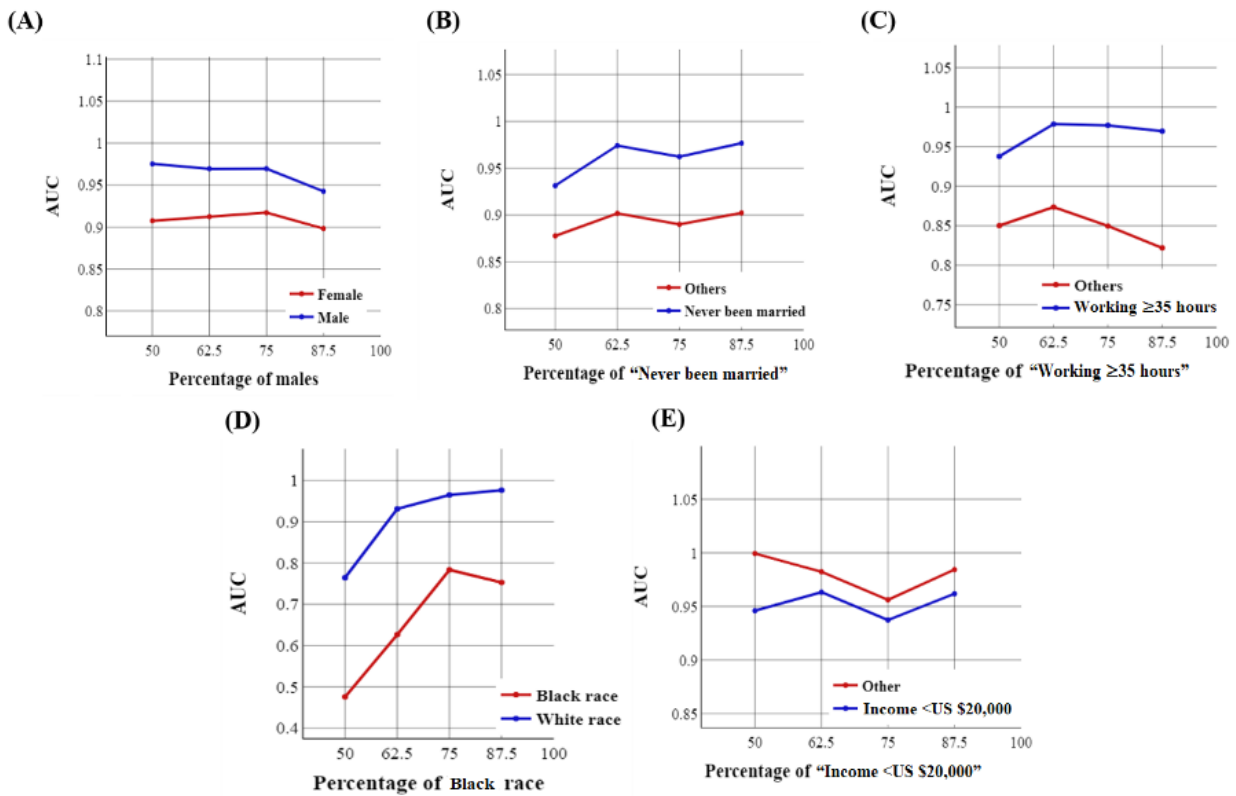 (A)
1.1
1.05
1
0.95
0.9
0.85
0.8
AUC
Female
Male
50 62.5 75 87.5 100
Percentage of males
(B)
1.05
1
0.95
0.9
0.85
0.8
AUC
Others
Never been married
50 62.5 75 87.5 100
Percentage of “Never been married”
(C)
1.05
1
0.95
0.9
0.85
0.8
0.75
AUC
Others
Working ≥35 hours
50 62.5 75 87.5 100
Percentage of “Working ≥35 hours”
(D)
1
0.9
0.8
0.7
0.6
0.5
0.4
AUC
Black race
White race
50 62.5 75 87.5 100
Percentage of Black race
(E)
1.05
1
0.95
0.9
0.85
AUC
Other
Income <US $20,000
50 62.5 75 87.5 100
Percentage of “Income <US $20,000”